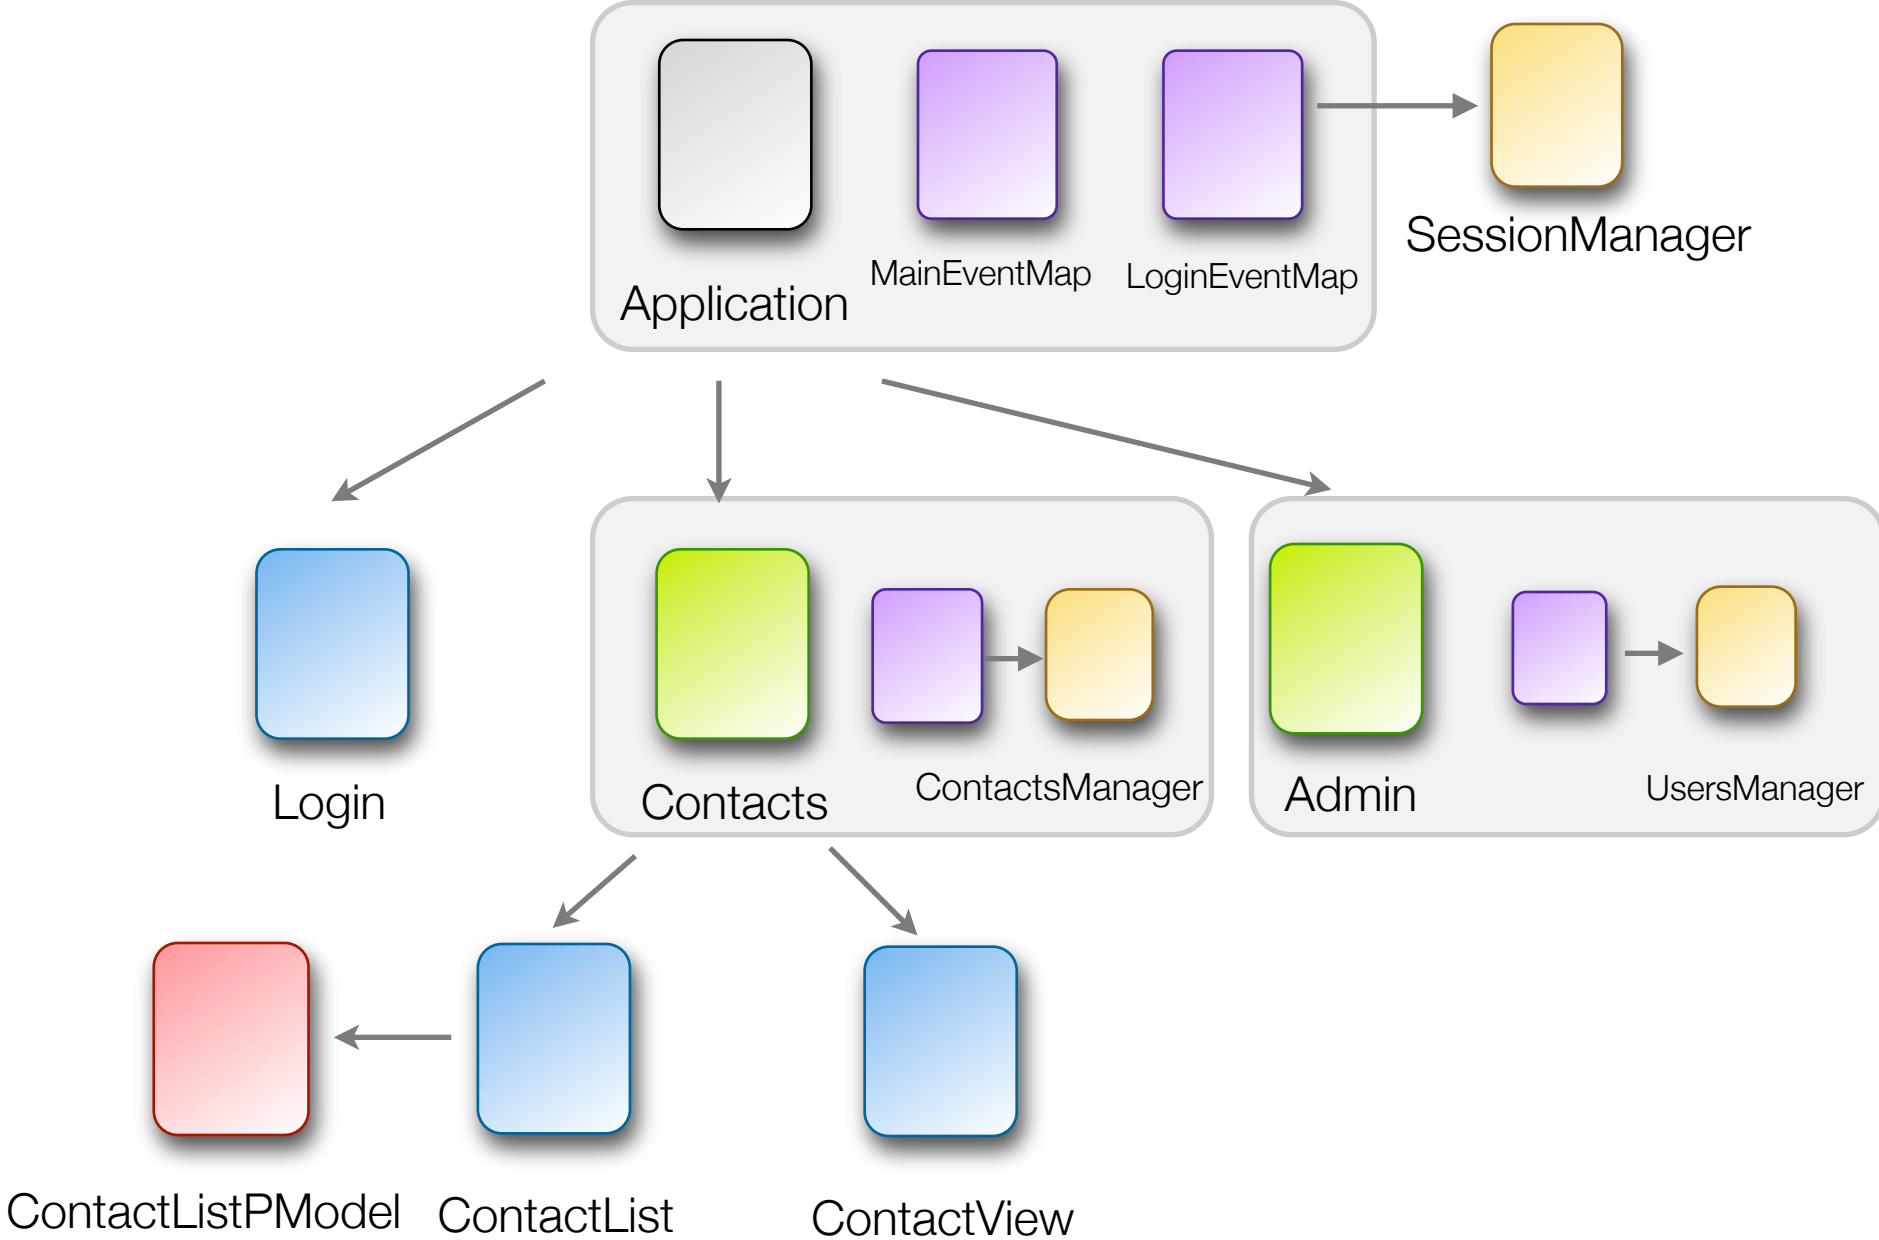 SessionManager
MainEventMap
LoginEventMap
Application
Login
Contacts
ContactsManager
Admin
UsersManager
ContactListPModel
ContactList
ContactView